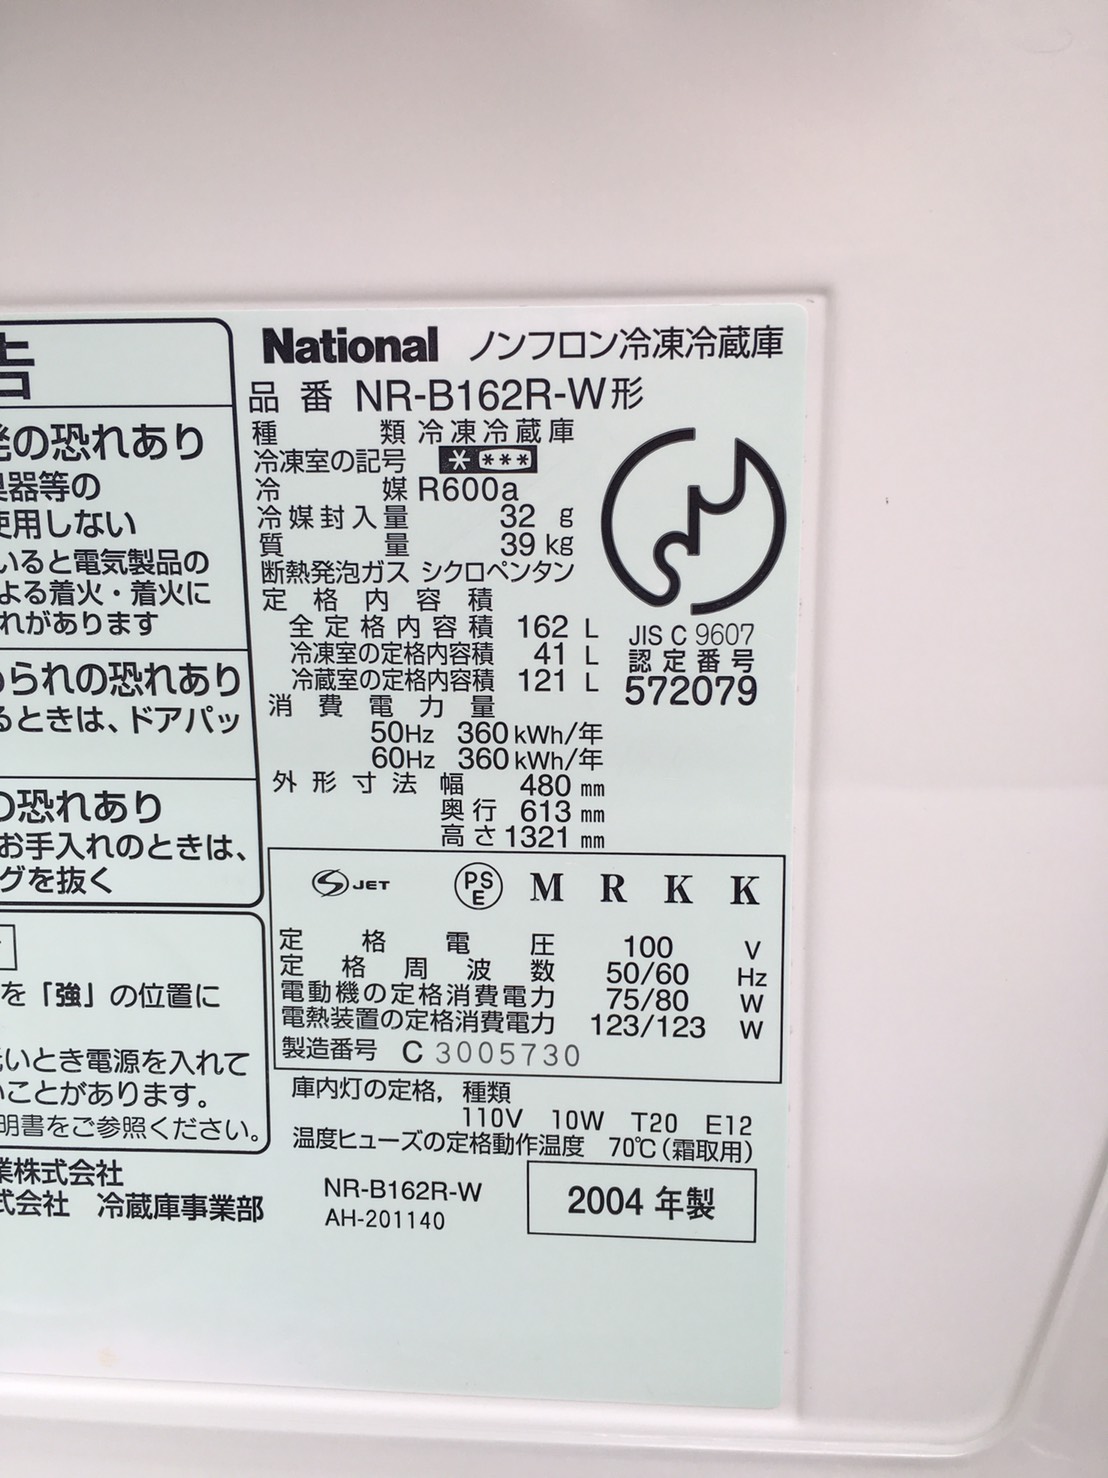 告
発の恐れあり
臭器等の
使用しない
いると電気製品の
よる着火・着火に
れがあります
られの恐れあり
るときは、ドアパッ
の恐れあり
お手入れのときは、
グを抜く
を「強」の位置に
いとき電源を入れて
いことがあります。
明書をご参照ください。
業株式会社
式会社 冷蔵庫事業部
National ノンフロン冷凍冷蔵庫
品番 NR-B162R-W形
種類 冷凍冷蔵庫
冷凍室の記号 * ***
冷媒 R600a
冷媒封入量 32 g
質量 39 kg
断熱発泡ガス シクロペンタン
定格内容積
全定格内容積 162 L
冷凍室の定格内容積 41 L
冷蔵室の定格内容積 121 L
消費電力量
50Hz 360 kWh/年
60Hz 360 kWh/年
外形寸法 幅 480 mm
奥行 613 mm
高さ 1321 mm
JIS C 9607
認定番号
572079
S JET PS E M R K K
定格電圧 100 V
定格周波数 50/60 Hz
電動機の定格消費電力 75/80 W
電熱装置の定格消費電力 123/123 W
製造番号 C 3005730
庫内灯の定格，種類
110V 10W T20 E12
温度ヒューズの定格動作温度 70℃(霜取用)
NR-B162R-W
AH-201140
2004 年製